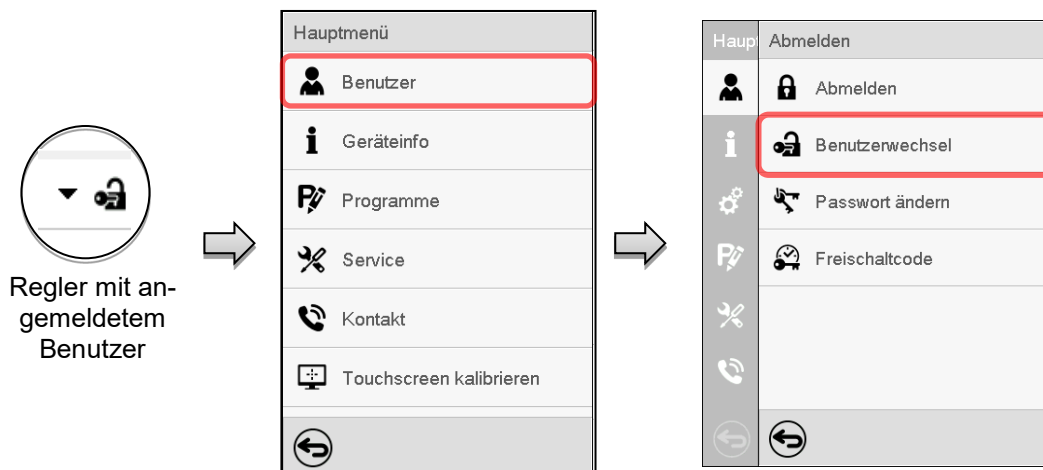 Regler mit an-
gemeldetem
Benutzer
Hauptmenü
Benutzer
Geräteinfo
Programme
Service
Kontakt
Touchscreen kalibrieren
Haupt
Abmelden
Abmelden
Benutzerwechsel
Passwort ändern
Freischaltcode